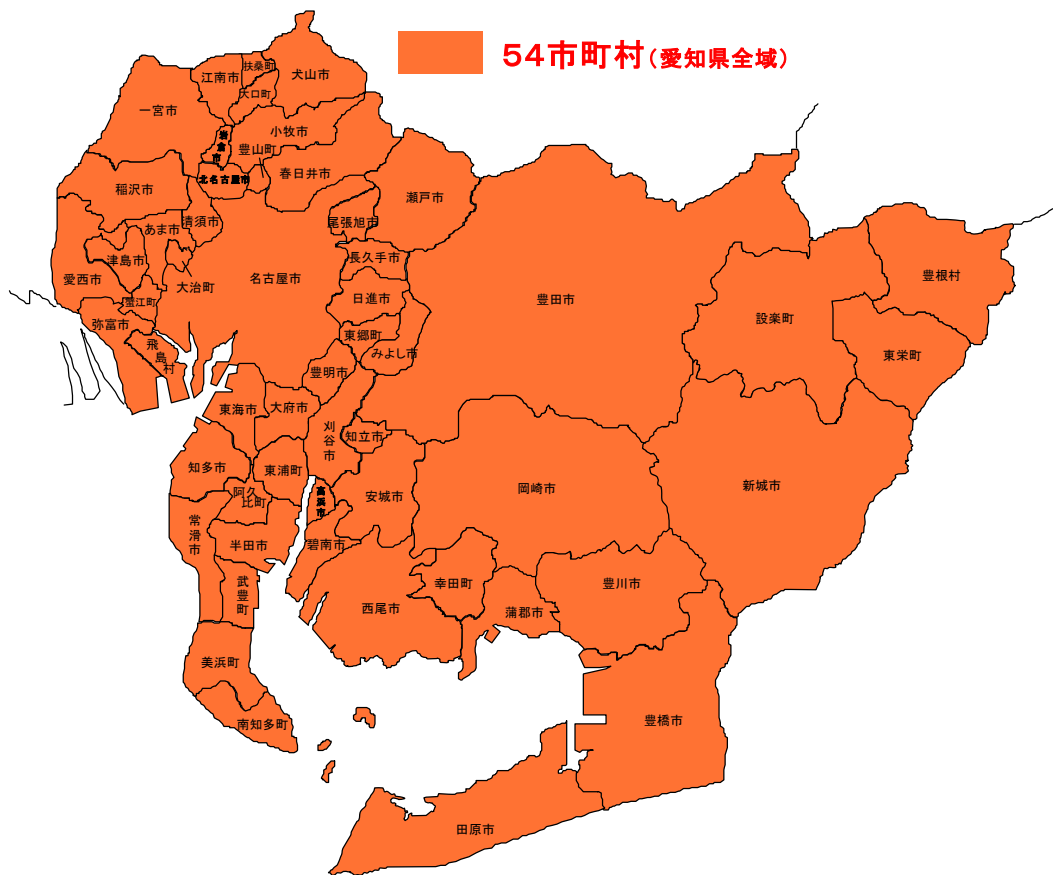 54市町村(愛知県全域)
扶桑町
江南市
犬山市
大口町
一宮市
小牧市
岩倉市
豊山町
春日井市
北名古屋市
稲沢市
瀬戸市
清須市
尾張旭市
あま市
津島市
長久手市
愛西市
名古屋市
大治町
豊根村
日進市
豊田市
蟹江町
設楽町
弥富市
東郷町
飛島村
みよし市
東栄町
豊明市
東海市
大府市
刈谷市
知立市
知多市
東浦町
新城市
岡崎市
阿久比町
安城市
高浜市
常滑市
半田市
碧南市
武豊町
幸田町
豊川市
西尾市
蒲郡市
美浜町
南知多町
豊橋市
田原市